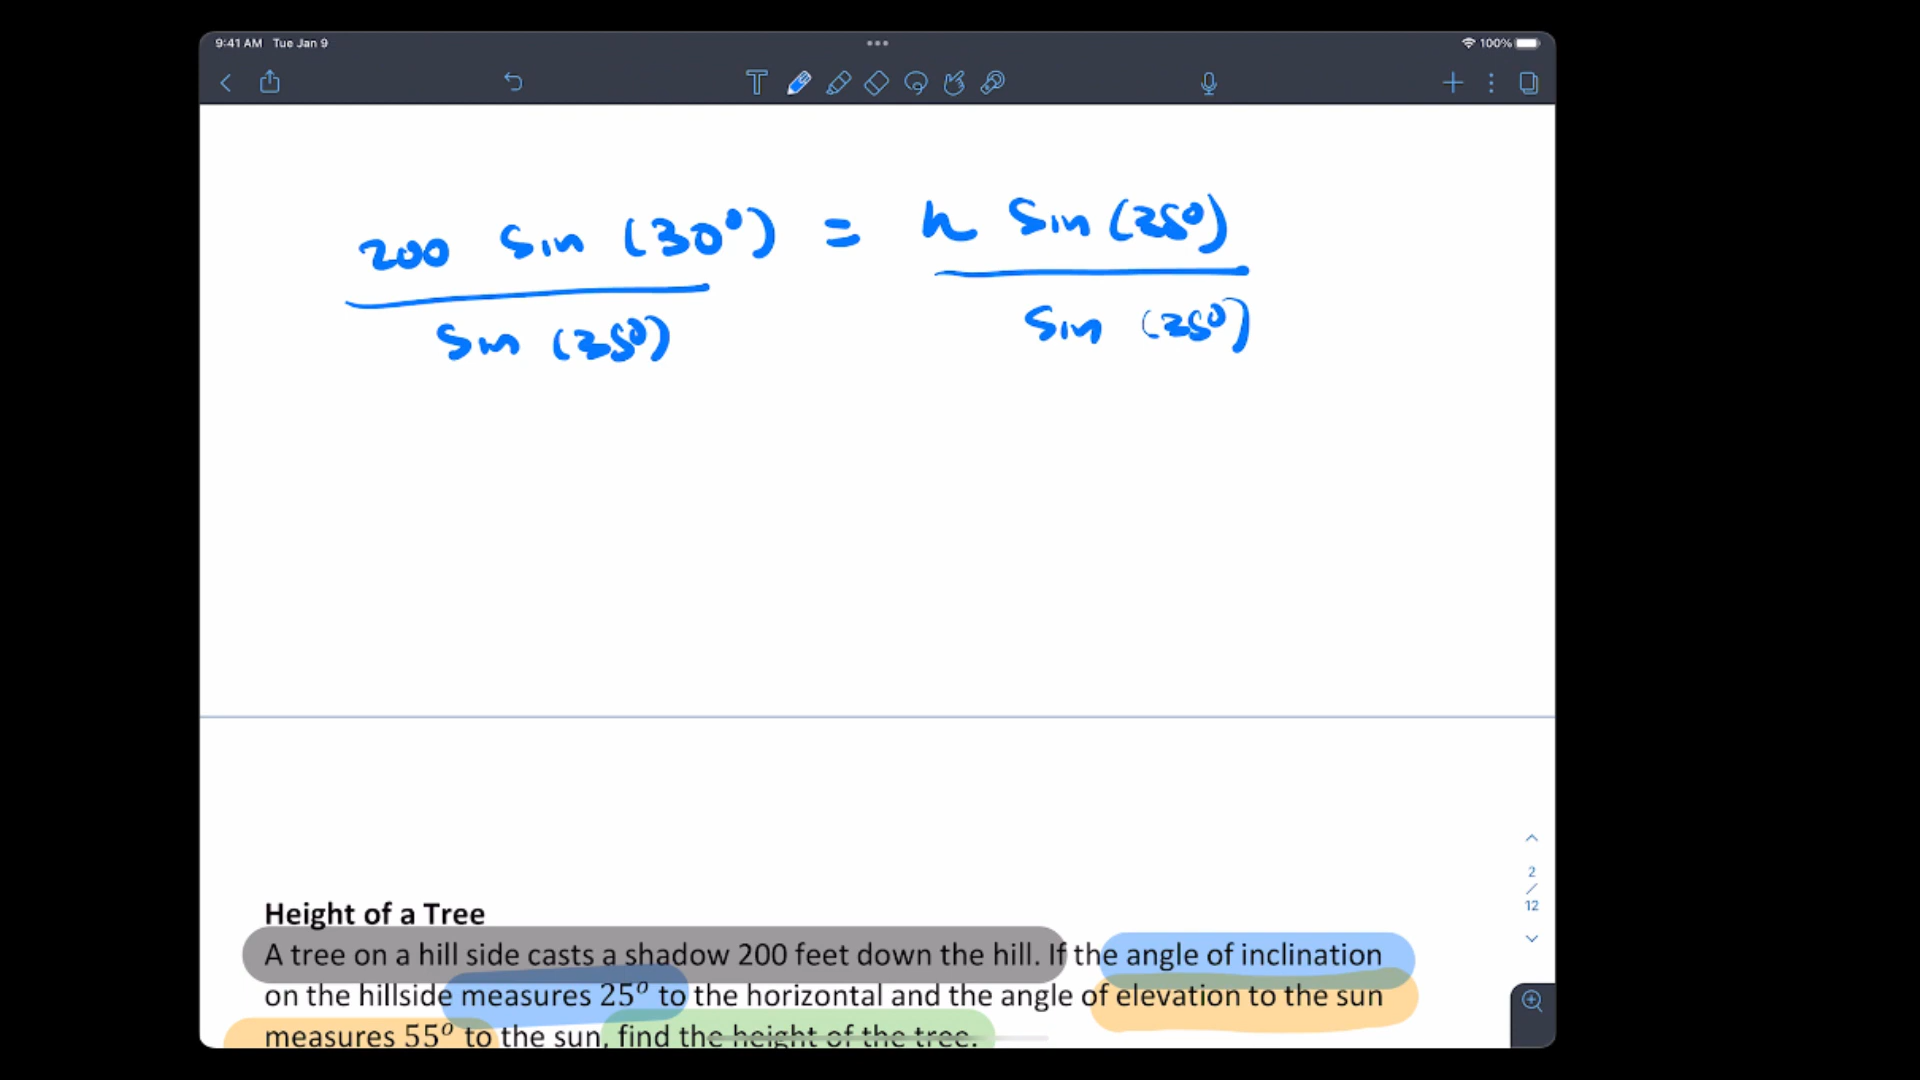 9:41 AM Tue Jan 9
100%
200 sin (30°) = h sin (35°)
sin (35°) sin (35°)
2
/
12
Height of a Tree
A tree on a hill side casts a shadow 200 feet down the hill. If the angle of inclination
on the hillside measures 25° to the horizontal and the angle of elevation to the sun
measures 55° to the sun, find the height of the tree.